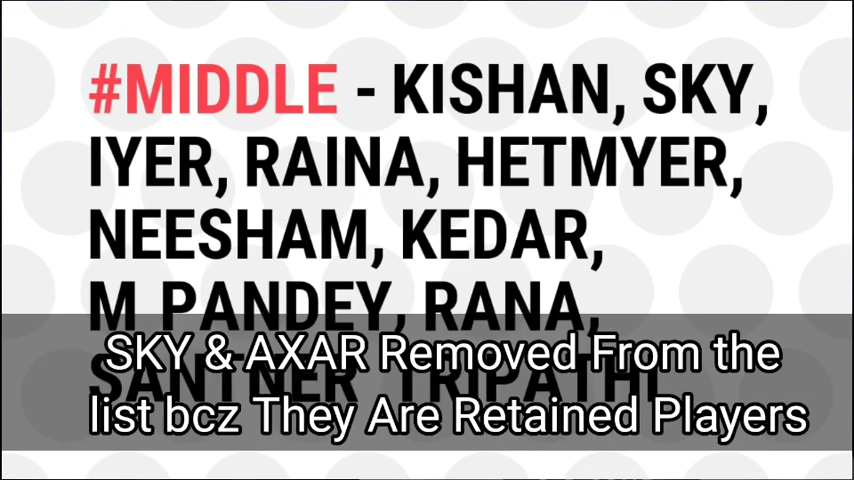 #MIDDLE - KISHAN, SKY,
IYER, RAINA, HETMYER,
NEESHAM, KEDAR,
M PANDEY, RANA,
SANTNER TRIPATHI
SKY & AXAR Removed From the
list bcz They Are Retained Players